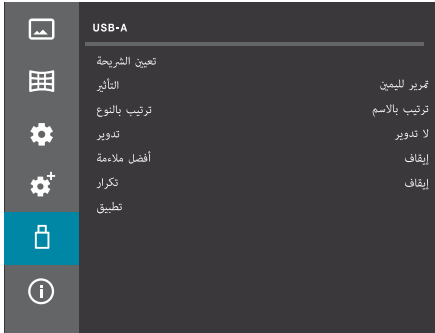 USB-A
تعيين الشريحة
التأثير تمرير لليمين
ترتيب بالنوع ترتيب بالاسم
تدوير لا تدوير
أفضل ملاءمة إيقاف
تكرار إيقاف
تطبيق